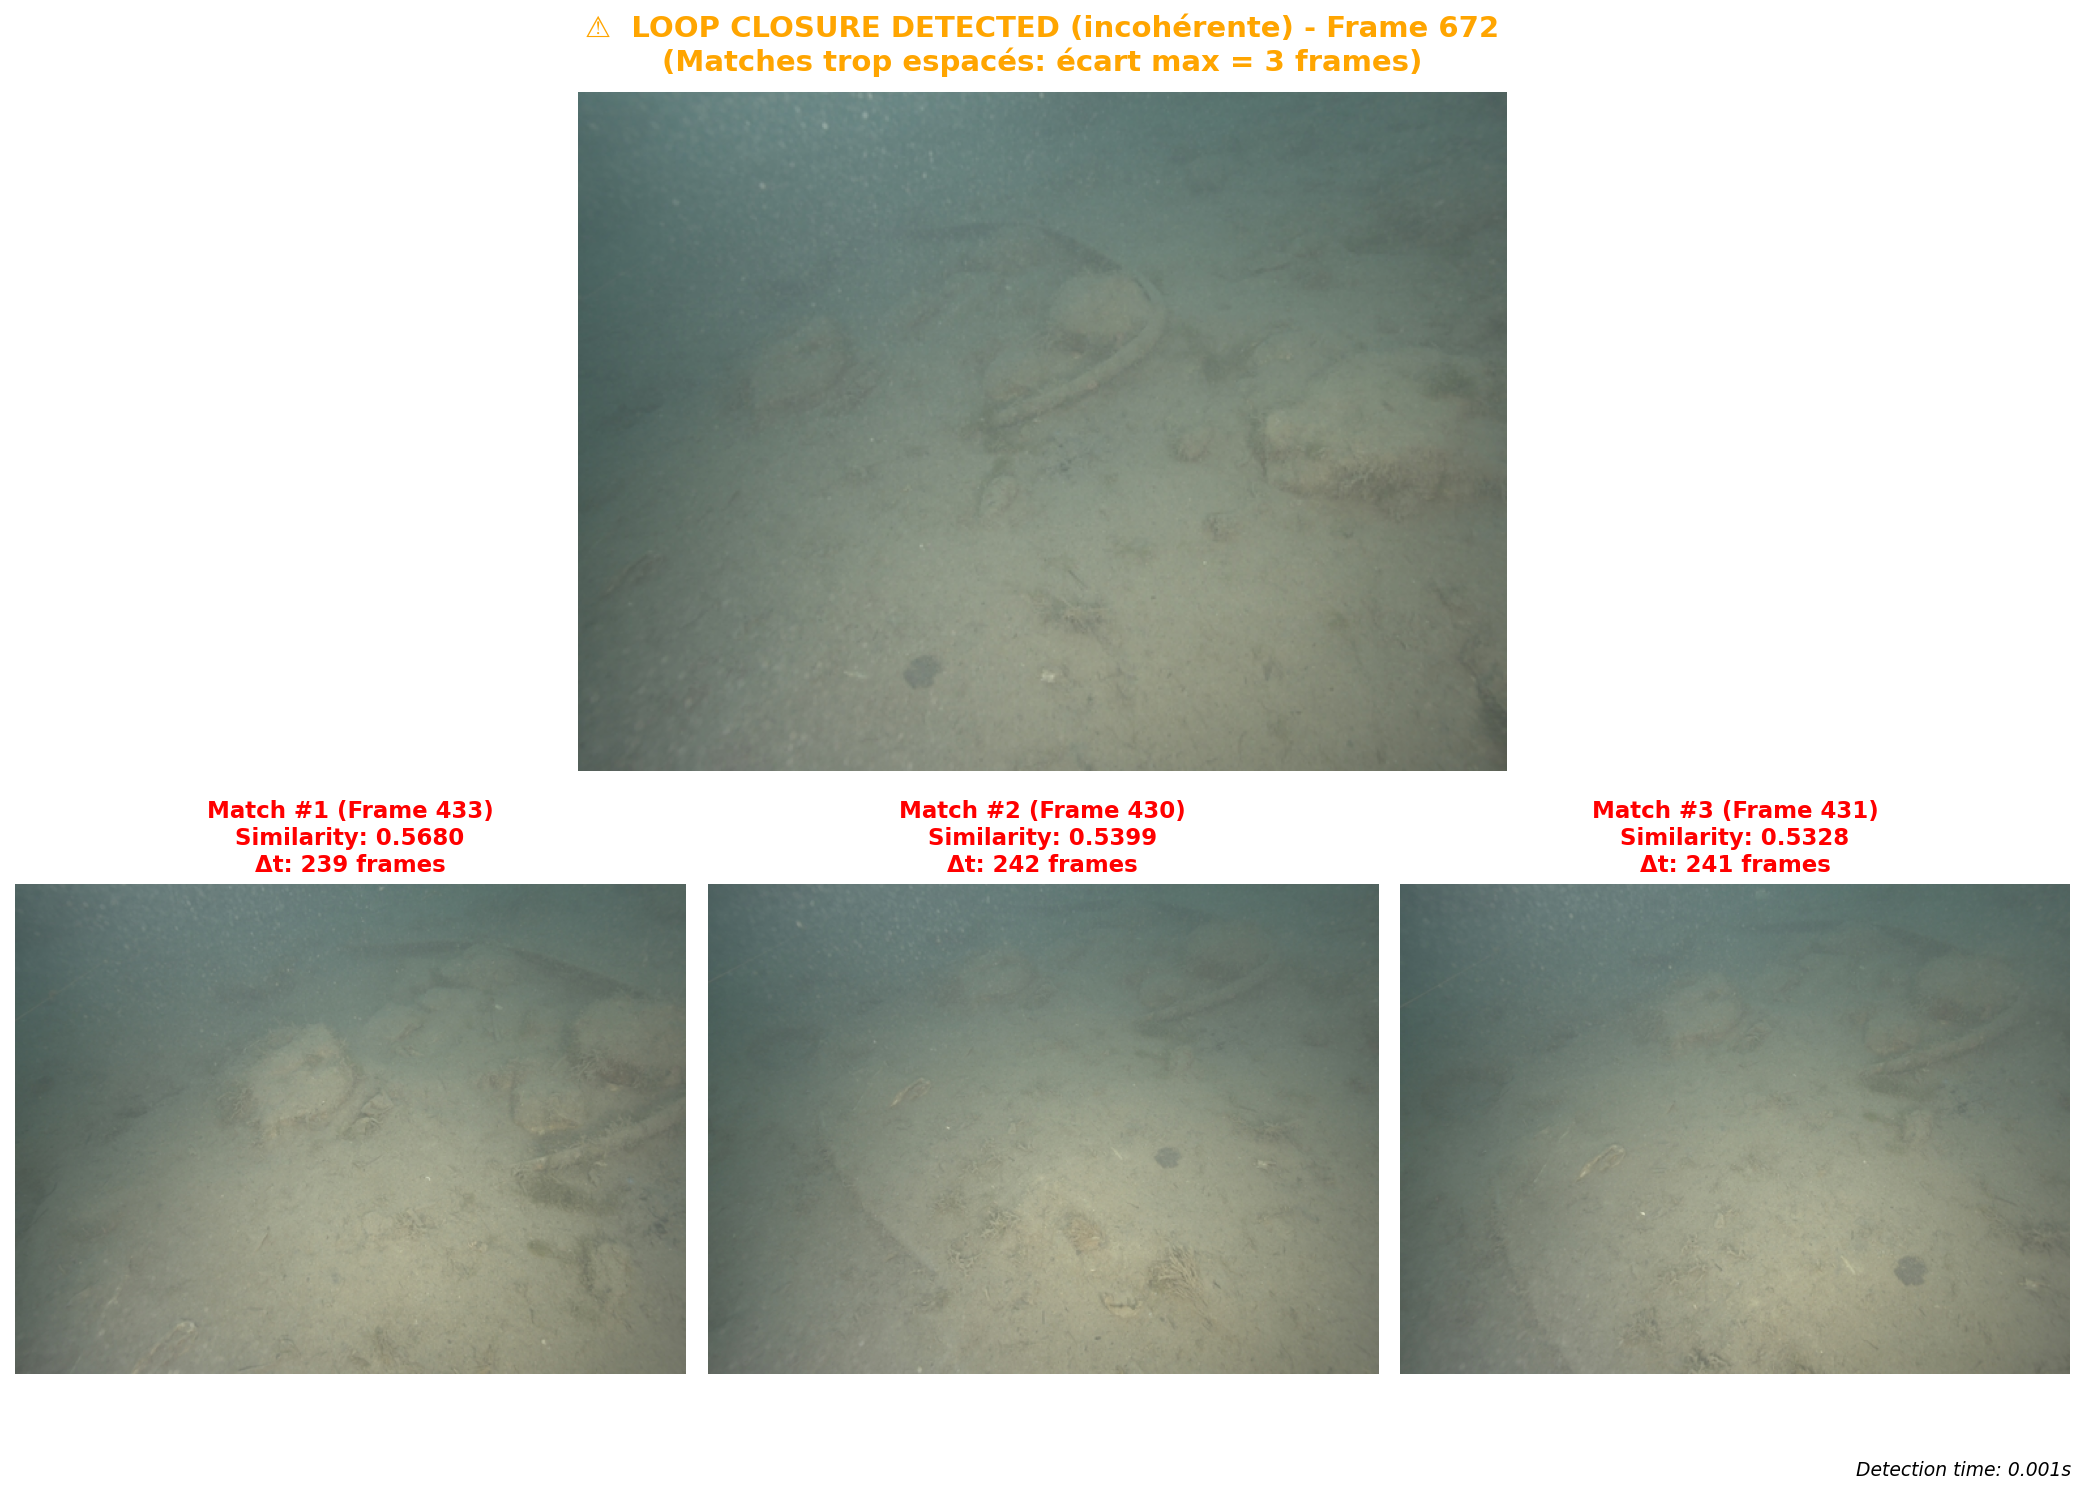 ⚠ LOOP CLOSURE DETECTED (incohérente) - Frame 672
(Matches trop espacés: écart max = 3 frames)
Match #1 (Frame 433)
Similarity: 0.5680
Δt: 239 frames
Match #2 (Frame 430)
Similarity: 0.5399
Δt: 242 frames
Match #3 (Frame 431)
Similarity: 0.5328
Δt: 241 frames
Detection time: 0.001s